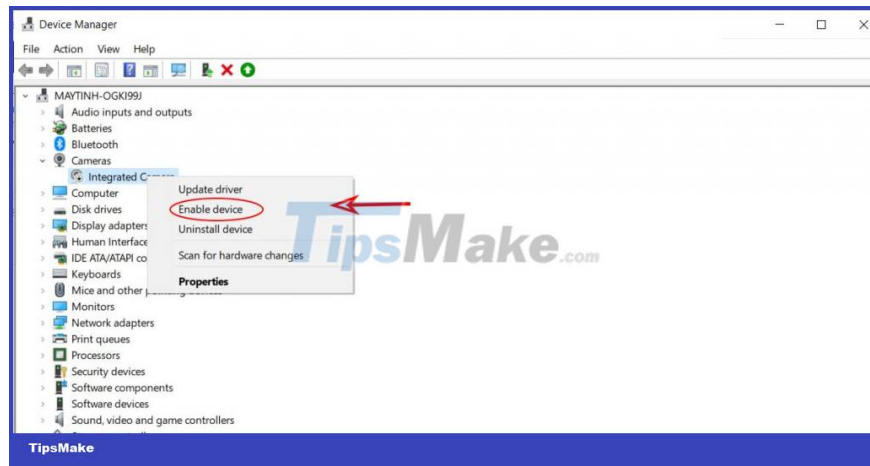 Device Manager
File Action View Help
MAYTINH-OGKI99J
Audio inputs and outputs
Batteries
Bluetooth
Cameras
Integrated
Computer
Update driver
Disk drives
Enable device
Display adapters
Uninstall device
Human Interface
IDE ATA/ATAPI co
Scan for hardware changes
Keyboards
Mice and other
Properties
Monitors
Network adapters
Print queues
Processors
Security devices
Software components
Software devices
Sound, video and game controllers
TipsMake.com
TipsMake